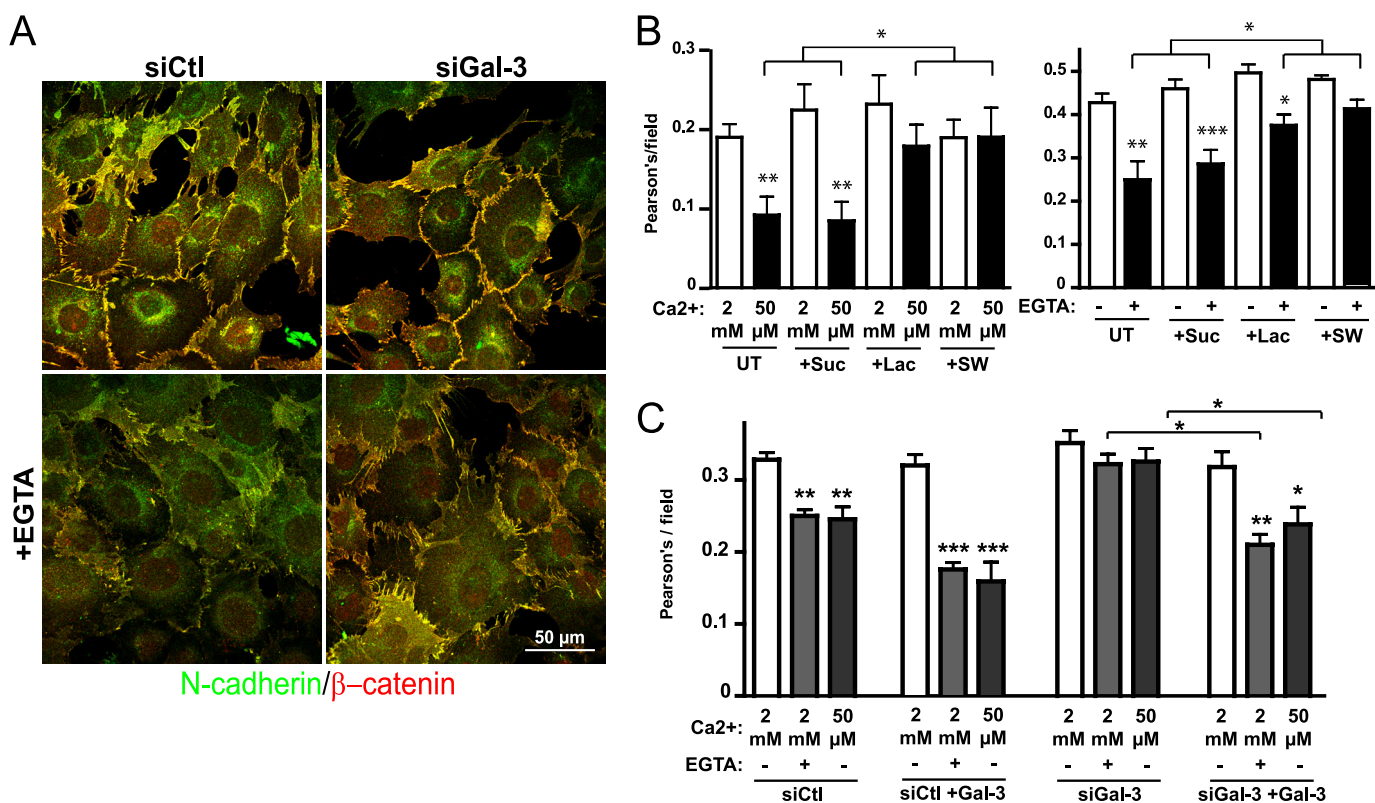 A
siCtl siGal-3
+EGTA
50 μm
N-cadherin/β–catenin
B
*
0.3
0.2
0.1
0
Pearson's/field
** **
Ca2+: 2 50 2 50 2 50 2 50
mM μM mM μM mM μM mM μM
UT +Suc +Lac +SW
*
0.5
0.4
0.3
0.2
0.1
0
** *** *
EGTA: - + - + - + - +
UT +Suc +Lac +SW
C
*
*
0.3
0.2
0.1
0
Pearson's / field
** ** *** *** ** *
Ca2+: 2 2 50 2 2 50 2 2 50 2 2 50
mM mM μM mM mM μM mM mM μM mM mM μM
EGTA: - + - - + - - + - - + -
siCtl siCtl +Gal-3 siGal-3 siGal-3 +Gal-3